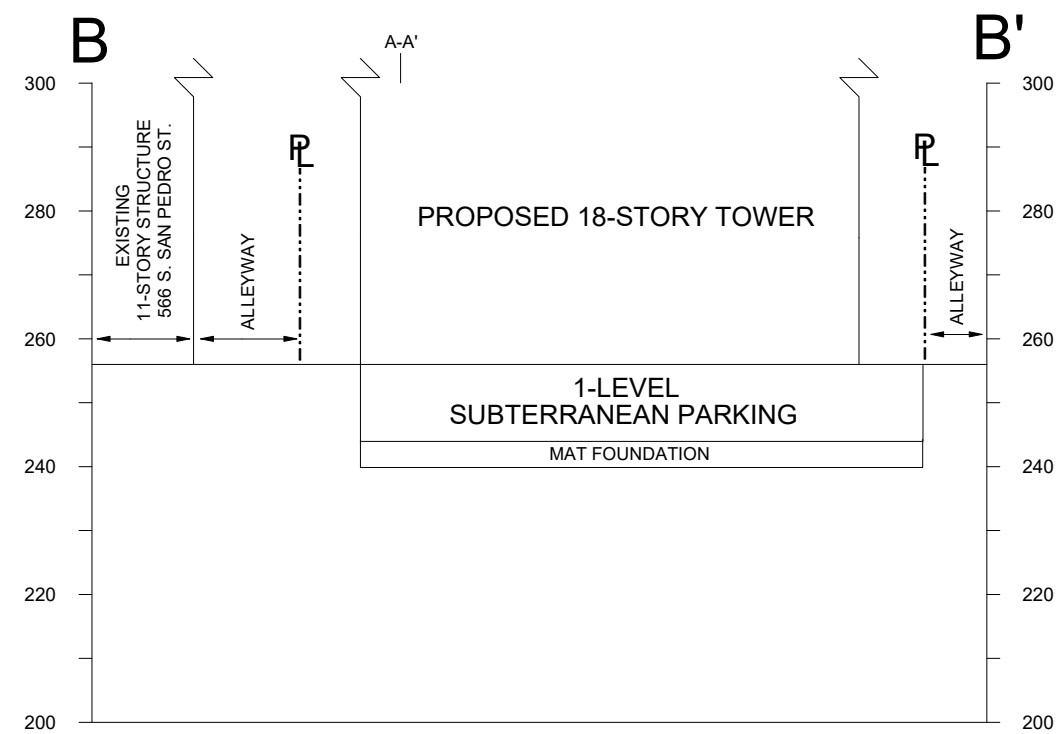 B
A-A'
B'
300
300
EXISTING
11-STORY STRUCTURE
566 S. SAN PEDRO ST.
ALLEYWAY
PL
PROPOSED 18-STORY TOWER
PL
ALLEYWAY
280
280
260
260
1-LEVEL
SUBTERRANEAN PARKING
MAT FOUNDATION
240
240
220
220
200
200